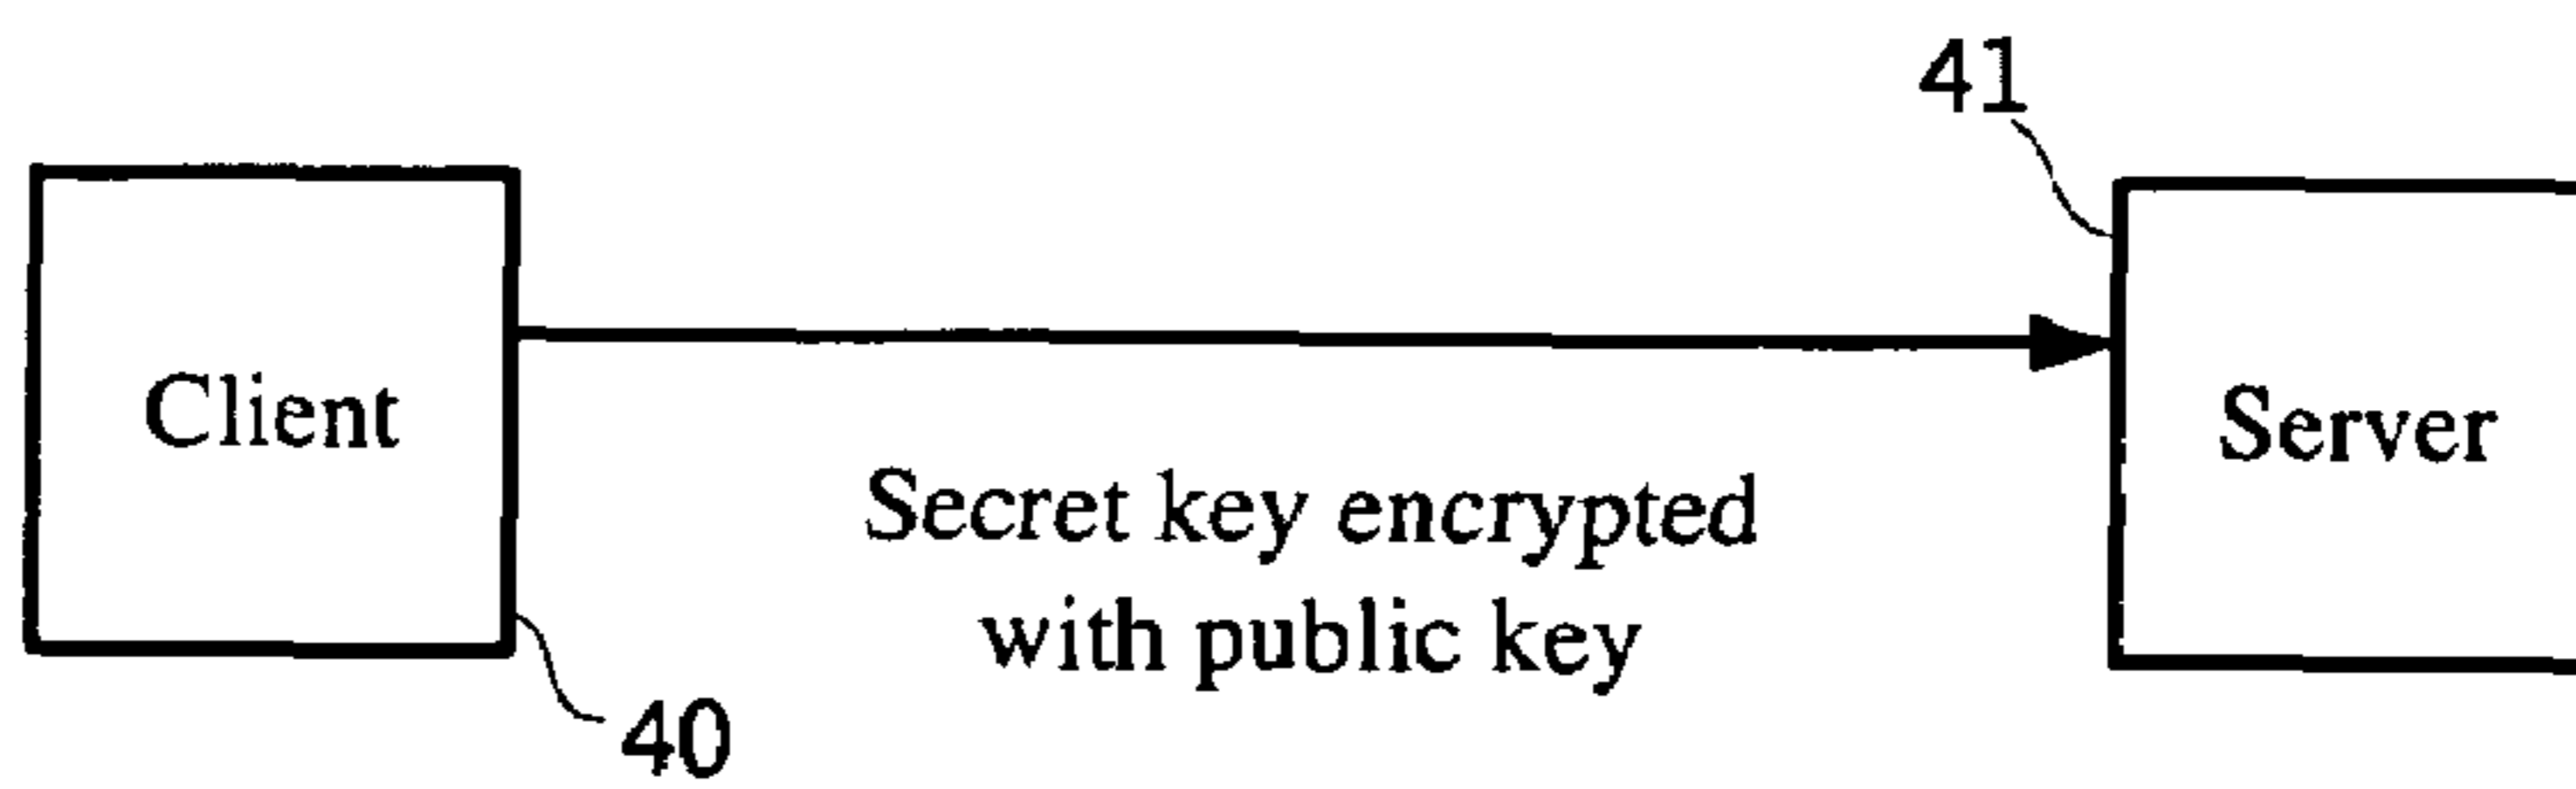 41
Client
Server
Secret key encrypted
with public key
40